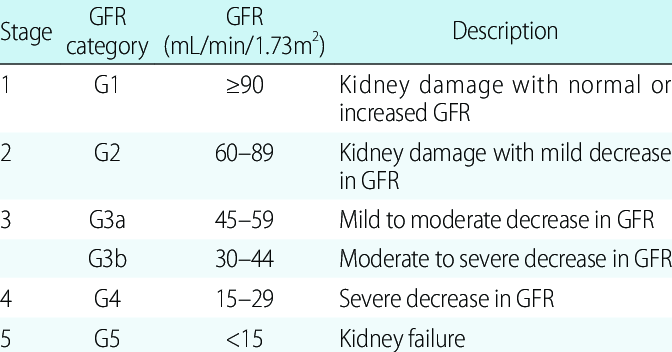 Stage GFR category GFR (mL/min/1.73m²) Description
1 G1 ≥90 Kidney damage with normal or
increased GFR
2 G2 60–89 Kidney damage with mild decrease
in GFR
3 G3a 45–59 Mild to moderate decrease in GFR
G3b 30–44 Moderate to severe decrease in GFR
4 G4 15–29 Severe decrease in GFR
5 G5 <15 Kidney failure